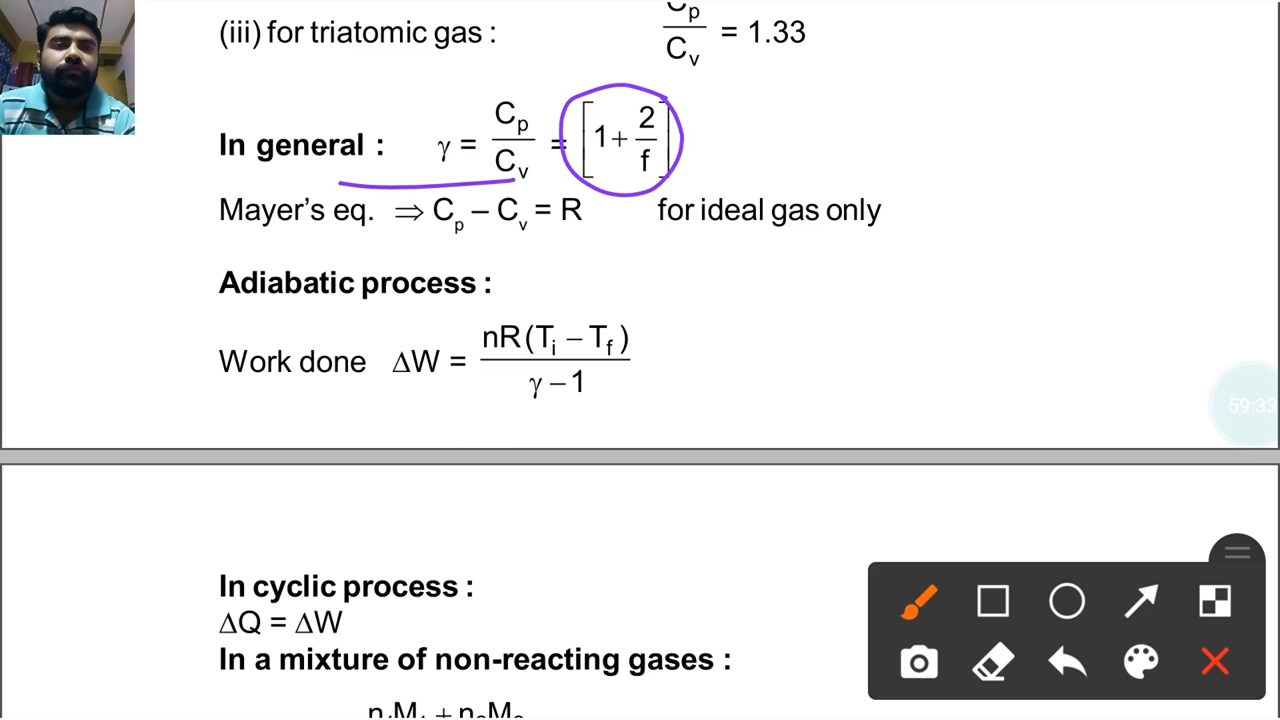 (iii) for triatomic gas : Cp/Cv = 1.33
In general : γ = Cp/Cv = [1+ 2/f]
Mayer's eq. ⇒ Cp – Cv = R for ideal gas only
Adiabatic process :
Work done ΔW = nR(Ti – Tf)/γ – 1
59:33
In cyclic process :
ΔQ = ΔW
In a mixture of non-reacting gases :